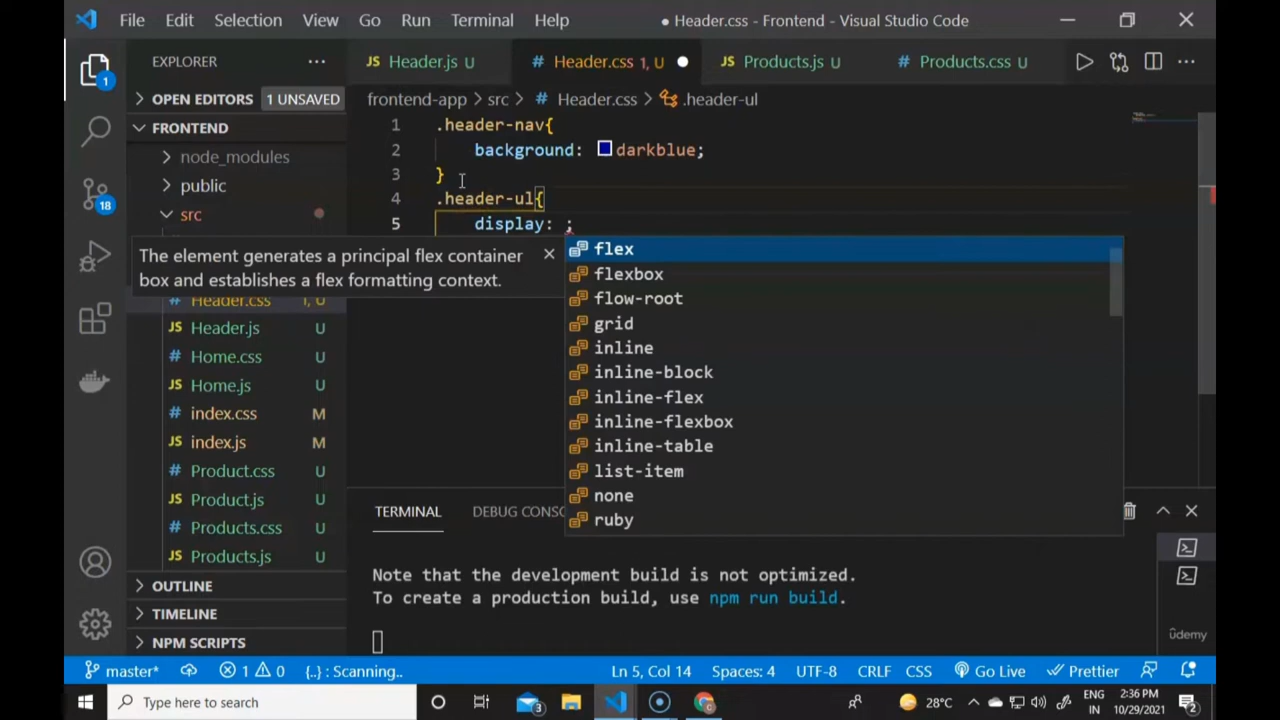 File Edit Selection View Go Run Terminal Help
● Header.css - Frontend - Visual Studio Code
EXPLORER
JS Header.js U
# Header.css 1, U
JS Products.js U
# Products.css U
OPEN EDITORS 1 UNSAVED
frontend-app > src > # Header.css > .header-ul
FRONTEND
node_modules
public
src
Header.css 1, U
JS Header.js U
# Home.css U
JS Home.js U
# index.css M
JS index.js M
# Product.css U
JS Product.js U
# Products.css U
JS Products.js U
OUTLINE
TIMELINE
NPM SCRIPTS
1
18
1 .header-nav{
2 background: darkblue;
3 }
4 .header-ul{
5 display: ;
The element generates a principal flex container
box and establishes a flex formatting context.
flex
flexbox
flow-root
grid
inline
inline-block
inline-flex
inline-flexbox
inline-table
list-item
none
ruby
TERMINAL DEBUG CONSO
Note that the development build is not optimized.
To create a production build, use npm run build.
ûdemy
master* 1 0 {..} : Scanning..
Ln 5, Col 14 Spaces: 4 UTF-8 CRLF CSS Go Live Prettier
Type here to search
3
28°C
ENG
IN
2:36 PM
10/29/2021
2